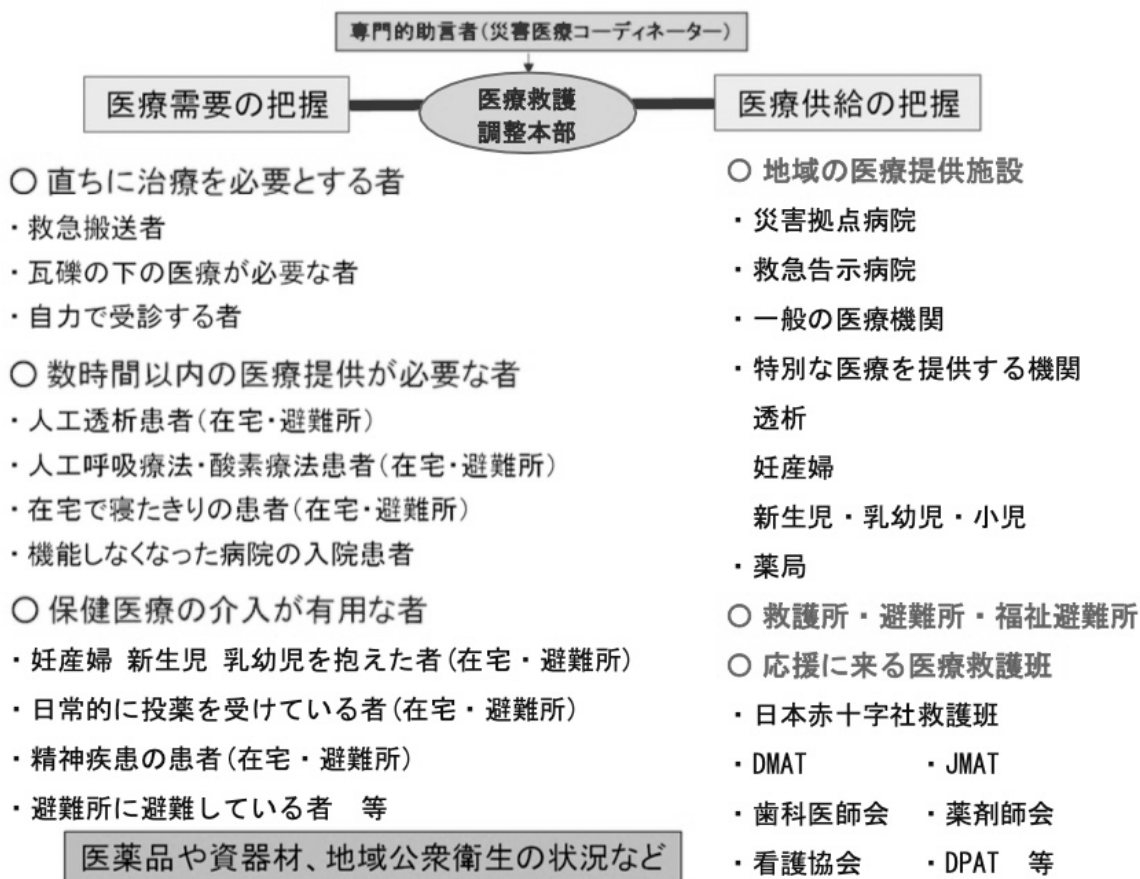 専門的助言者(災害医療コーディネーター)
医療需要の把握
医療救護
調整本部
医療供給の把握
○ 直ちに治療を必要とする者
・救急搬送者
・瓦礫の下の医療が必要な者
・自力で受診する者
○ 数時間以内の医療提供が必要な者
・人工透析患者(在宅・避難所)
・人工呼吸療法・酸素療法患者(在宅・避難所)
・在宅で寝たきりの患者(在宅・避難所)
・機能しなくなった病院の入院患者
○ 保健医療の介入が有用な者
・妊産婦 新生児 乳幼児を抱えた者(在宅・避難所)
・日常的に投薬を受けている者(在宅・避難所)
・精神疾患の患者(在宅・避難所)
・避難所に避難している者 等
医薬品や資器材、地域公衆衛生の状況など
○ 地域の医療提供施設
・災害拠点病院
・救急告示病院
・一般の医療機関
・特別な医療を提供する機関
透析
妊産婦
新生児・乳幼児・小児
・薬局
○ 救護所・避難所・福祉避難所
○ 応援に来る医療救護班
・日本赤十字社救護班
・DMAT ・JMAT
・歯科医師会 ・薬剤師会
・看護協会 ・DPAT 等